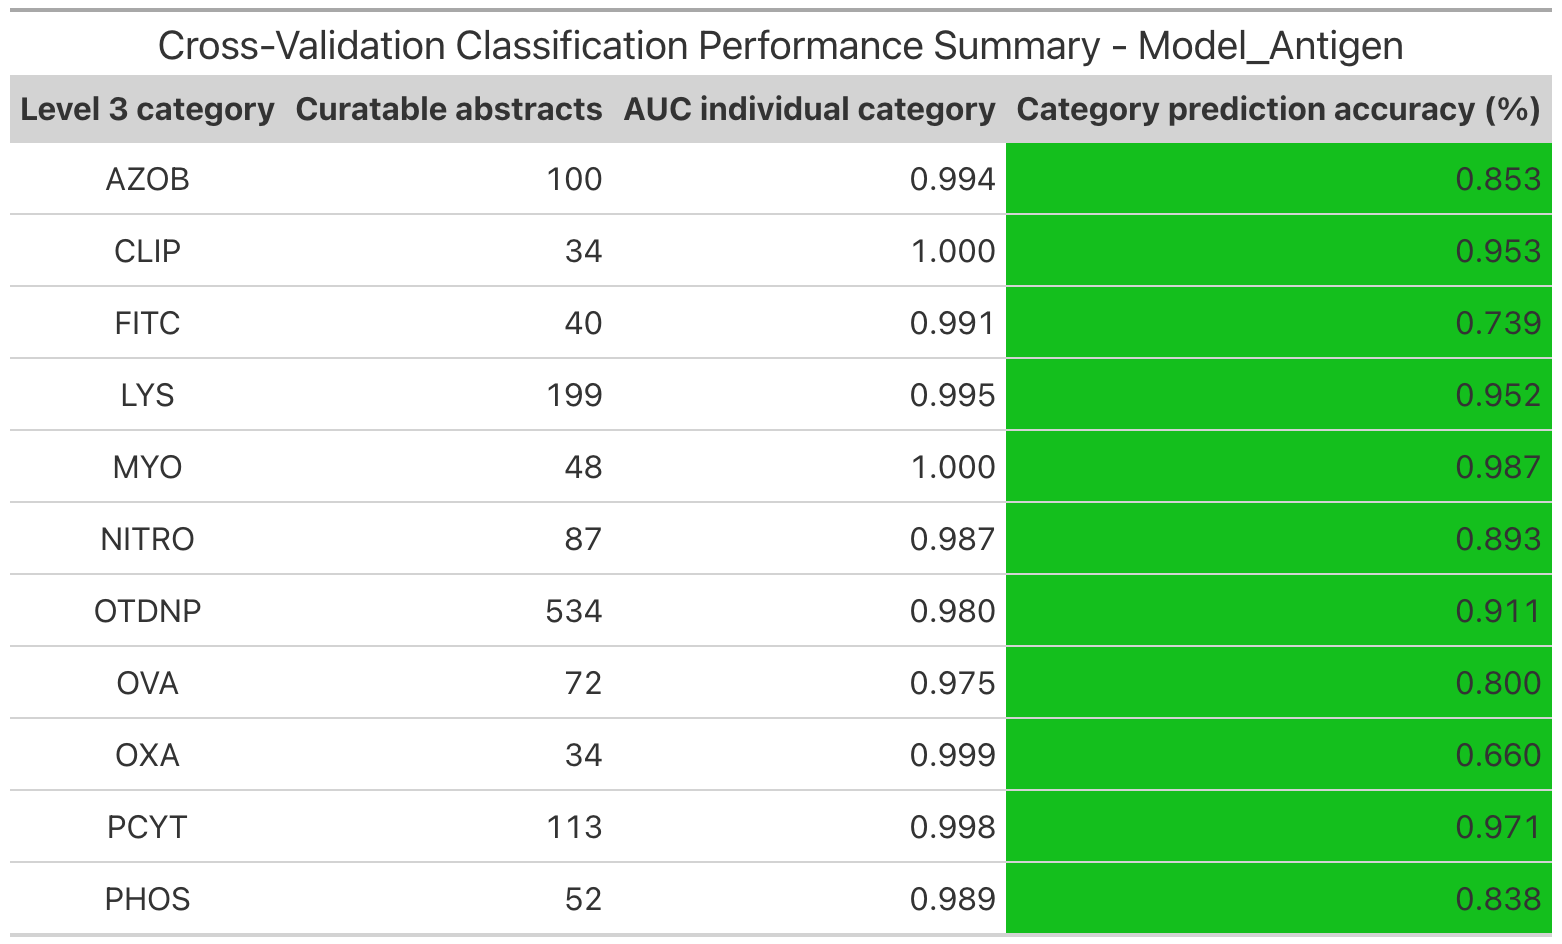 Cross-Validation Classification Performance Summary - Model_Antigen
Level 3 category Curatable abstracts AUC individual category Category prediction accuracy (%)
AZOB 100 0.994 0.853
CLIP 34 1.000 0.953
FITC 40 0.991 0.739
LYS 199 0.995 0.952
MYO 48 1.000 0.987
NITRO 87 0.987 0.893
OTDNP 534 0.980 0.911
OVA 72 0.975 0.800
OXA 34 0.999 0.660
PCYT 113 0.998 0.971
PHOS 52 0.989 0.838